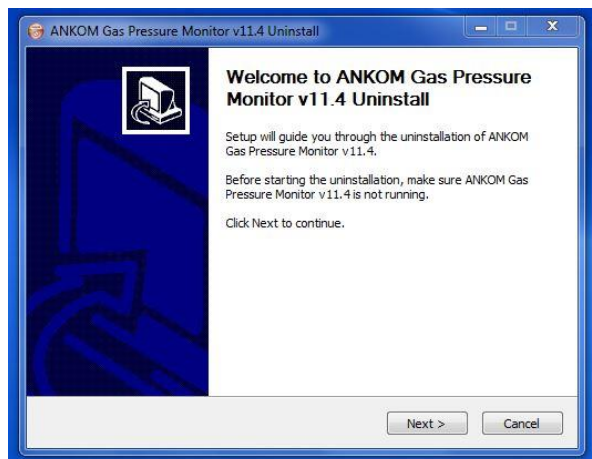 ANKOM Gas Pressure Monitor v11.4 Uninstall
Welcome to ANKOM Gas Pressure
Monitor v11.4 Uninstall
Setup will guide you through the uninstallation of ANKOM
Gas Pressure Monitor v11.4.
Before starting the uninstallation, make sure ANKOM Gas
Pressure Monitor v11.4 is not running.
Click Next to continue.
Next >
Cancel